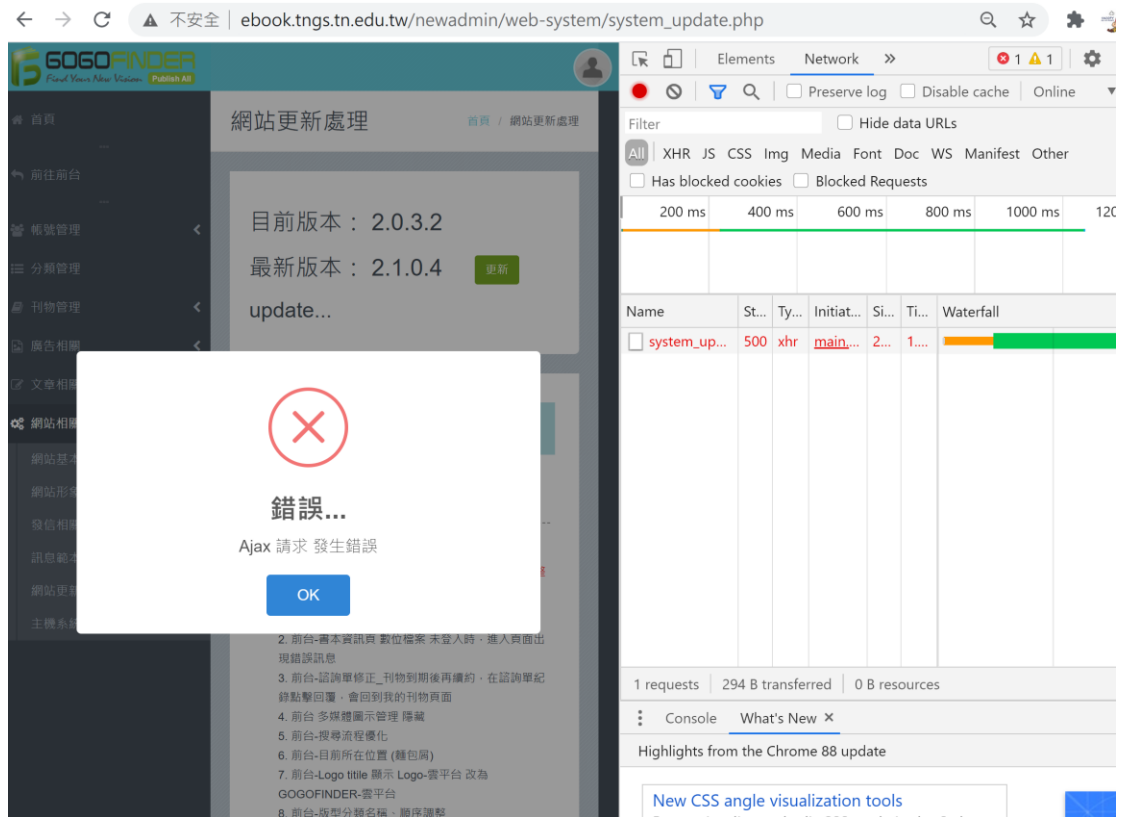 不安全 ebook.tngs.tn.edu.tw/newadmin/web-system/system_update.php
GOGOFINDER
Find Your New Vision Publish All
首頁
前往前台
帳號管理
分類管理
刊物管理
廣告相關
文章相
網站相關
網站基
網站形
發信相
訊息範
網站更
主機系
網站更新處理
首頁 / 網站更新處理
目前版本： 2.0.3.2
最新版本： 2.1.0.4 更新
update...
錯誤...
Ajax 請求 發生錯誤
OK
2. 前台-書本資訊頁 數位檔案 未登入時，進入頁面出
現錯誤訊息
3. 前台-諮詢單修正_刊物到期後再續約，在諮詢單紀
錄點擊回覆，會回到我的刊物頁面
4. 前台 多媒體圖示管理 隱藏
5. 前台-搜尋流程優化
6. 前台-目前所在位置 (麵包屑)
7. 前台-Logo titile 顯示 Logo-雲平台 改為
GOGOFINDER-雲平台
8. 前台-版型分類名稱、順序調整
Elements Network 1 1
Preserve log Disable cache Online
Filter Hide data URLs
All XHR JS CSS Img Media Font Doc WS Manifest Other
Has blocked cookies Blocked Requests
200 ms 400 ms 600 ms 800 ms 1000 ms 120
Name St... Ty... Initiat... Si... Ti... Waterfall
system_up... 500 xhr main.... 2... 1....
1 requests 294 B transferred 0 B resources
Console What's New
Highlights from the Chrome 88 update
New CSS angle visualization tools